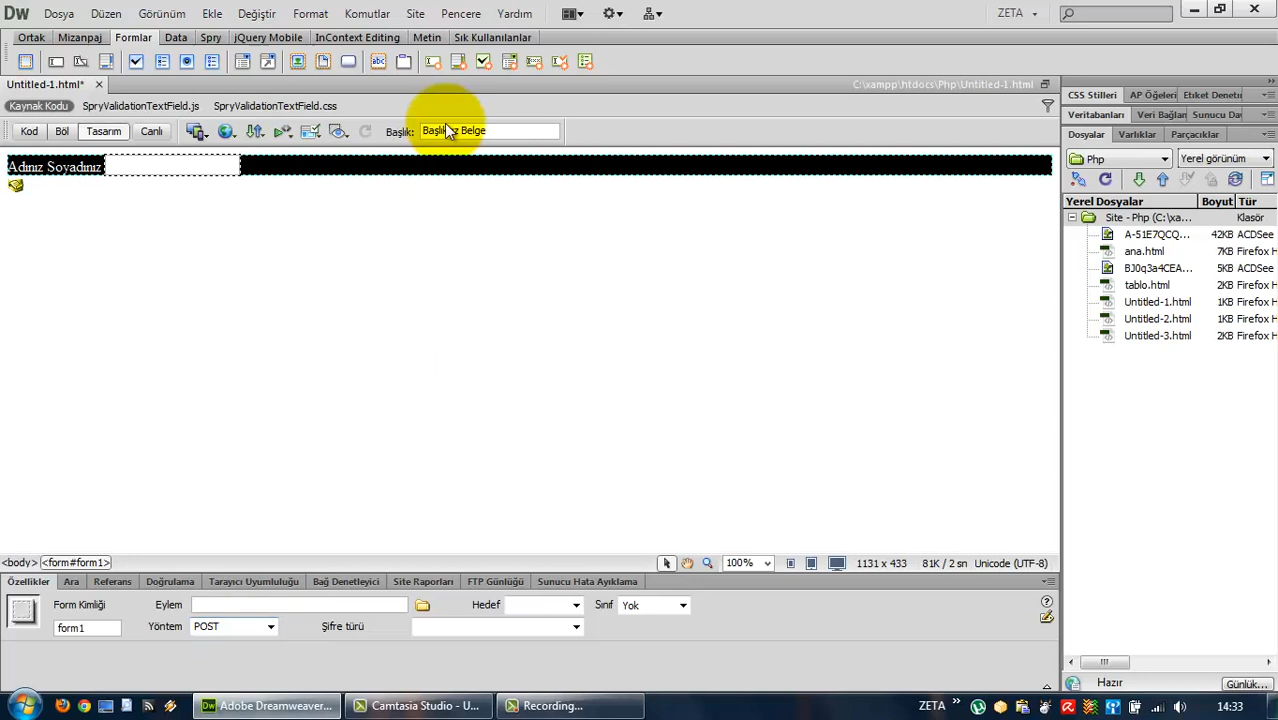 Dw Dosya Düzen Görünüm Ekle Değiştir Format Komutlar Site Pencere Yardım ZETA
Ortak Mizanpaj Formlar Data Spry jQuery Mobile InContext Editing Metin Sık Kullanılanlar
abc
Untitled-1.html* C:\xampp\htdocs\Php\Untitled-1.html
Kaynak Kodu SpryValidationTextField.js SpryValidationTextField.css
Kod Böl Tasarım Canlı Başlık: Belge
Adınız Soyadınız
CSS Stilleri AP Öğeleri Etiket Denetim
Veritabanları Veri Bağlan Sunucu Da
Dosyalar Varlıklar Parçacıklar
Php Yerel görünüm
Yerel Dosyalar Boyut Tür
Site - Php (C:\xa... Klasör
A-51E7QCQ... 42KB ACDSee
ana.html 7KB Firefox H
BJ0q3a4CEA... 5KB ACDSee
tablo.html 2KB Firefox H
Untitled-1.html 1KB Firefox H
Untitled-2.html 1KB Firefox H
Untitled-3.html 2KB Firefox H
<body> <form#form1> 100% 1131 x 433 81K / 2 sn Unicode (UTF-8)
Özellikler Ara Referans Doğrulama Tarayıcı Uyumluluğu Bağ Denetleyici Site Raporları FTP Günlüğü Sunucu Hata Ayıklama
Form Kimliği Eylem Hedef Sınıf Yok
form1 Yöntem POST Şifre türü
Hazır Günlük...
Dw Adobe Dreamweaver... Camtasia Studio - U... Recording... ZETA 14:33